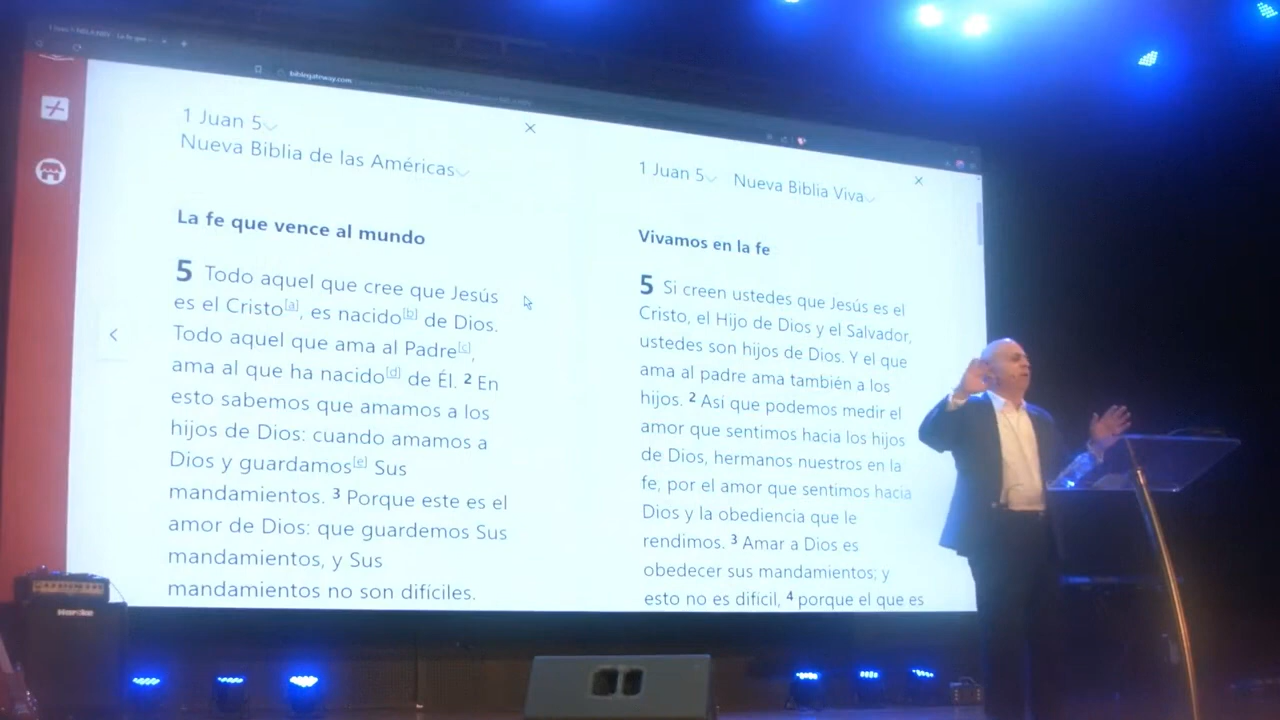 biblegateway.com
1 Juan 5
Nueva Biblia de las Américas
La fe que vence al mundo
5 Todo aquel que cree que Jesús
es el Cristo[a], es nacido[b] de Dios.
Todo aquel que ama al Padre[c],
ama al que ha nacido[d] de Él. 2 En
esto sabemos que amamos a los
hijos de Dios: cuando amamos a
Dios y guardamos[e] Sus
mandamientos. 3 Porque este es el
amor de Dios: que guardemos Sus
mandamientos, y Sus
mandamientos no son difíciles.
1 Juan 5 Nueva Biblia Viva
Vivamos en la fe
5 Si creen ustedes que Jesús es el
Cristo, el Hijo de Dios y el Salvador,
ustedes son hijos de Dios. Y el que
ama al padre ama también a los
hijos. 2 Así que podemos medir el
amor que sentimos hacia los hijos
de Dios, hermanos nuestros en la
fe, por el amor que sentimos hacia
Dios y la obediencia que le
rendimos. 3 Amar a Dios es
obedecer sus mandamientos; y
esto no es difícil, 4 porque el que es
Hartke